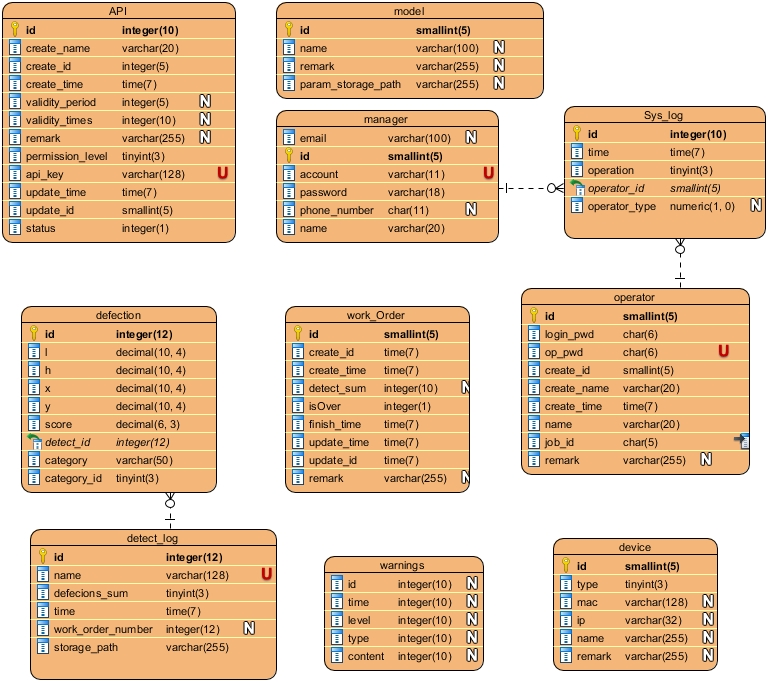 API
id integer(10)
create_name varchar(20)
create_id integer(5)
create_time time(7)
validity_period integer(5) N
validity_times integer(10) N
remark varchar(255) N
permission_level tinyint(3)
api_key varchar(128) U
update_time time(7)
update_id smallint(5)
status integer(1)
model
id smallint(5)
name varchar(100) N
remark varchar(255) N
param_storage_path varchar(255) N
manager
email varchar(100) N
id smallint(5)
account varchar(11) U
password varchar(18)
phone_number char(11) N
name varchar(20)
Sys_log
id integer(10)
time time(7)
operation tinyint(3)
operator_id smallint(5)
operator_type numeric(1, 0) N
defection
id integer(12)
l decimal(10, 4)
h decimal(10, 4)
x decimal(10, 4)
y decimal(10, 4)
score decimal(6, 3)
detect_id integer(12)
category varchar(50)
category_id tinyint(3)
work_Order
id smallint(5)
create_id time(7)
create_time time(7)
detect_sum integer(10) N
isOver integer(1)
finish_time time(7)
update_time time(7)
update_id time(7)
remark varchar(255) N
operator
id smallint(5)
login_pwd char(6)
op_pwd char(6) U
create_id smallint(5)
create_name varchar(20)
create_time time(7)
name varchar(20)
job_id char(5)
remark varchar(255) N
detect_log
id integer(12)
name varchar(128) U
defecions_sum tinyint(3)
time time(7)
work_order_number integer(12) N
storage_path varchar(255)
warnings
id integer(10) N
time integer(10) N
level integer(10) N
type integer(10) N
content integer(10) N
device
id smallint(5)
type tinyint(3)
mac varchar(128) N
ip varchar(32) N
name varchar(255) N
remark varchar(255) N